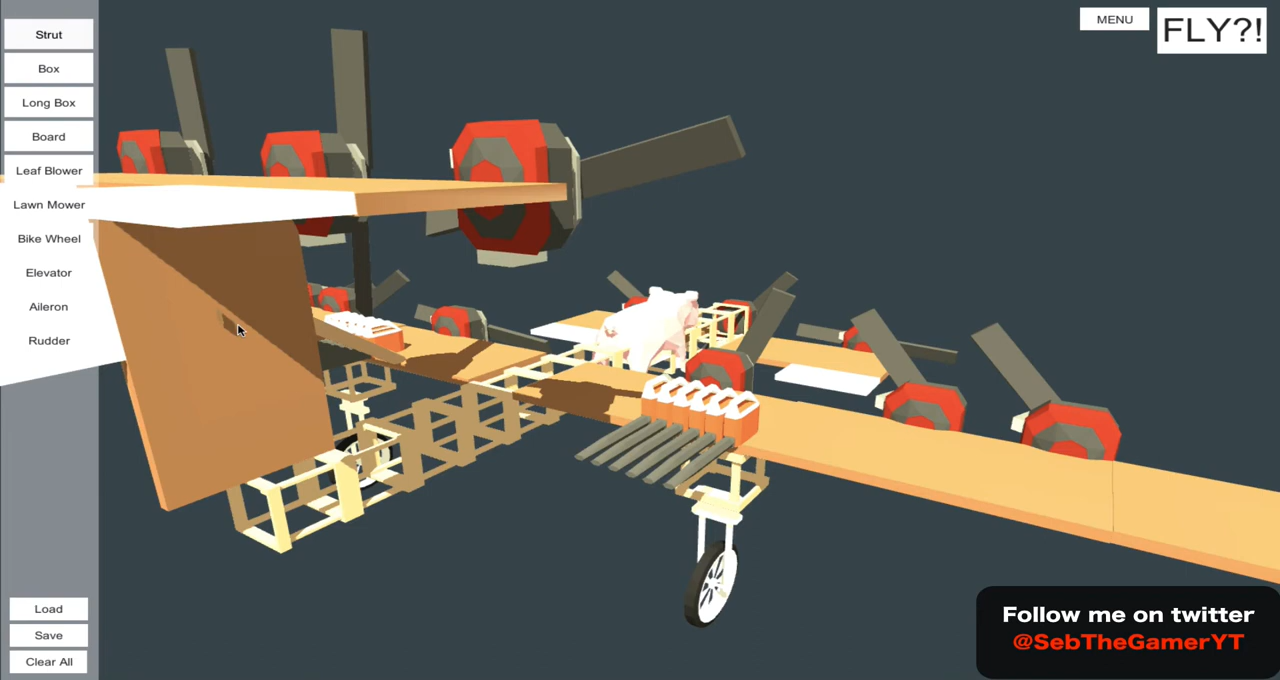 Strut
Box
Long Box
Board
Leaf Blower
Lawn Mower
Bike Wheel
Elevator
Aileron
Rudder
Load
Save
Clear All
MENU
FLY?!
Follow me on twitter
@SebTheGamerYT